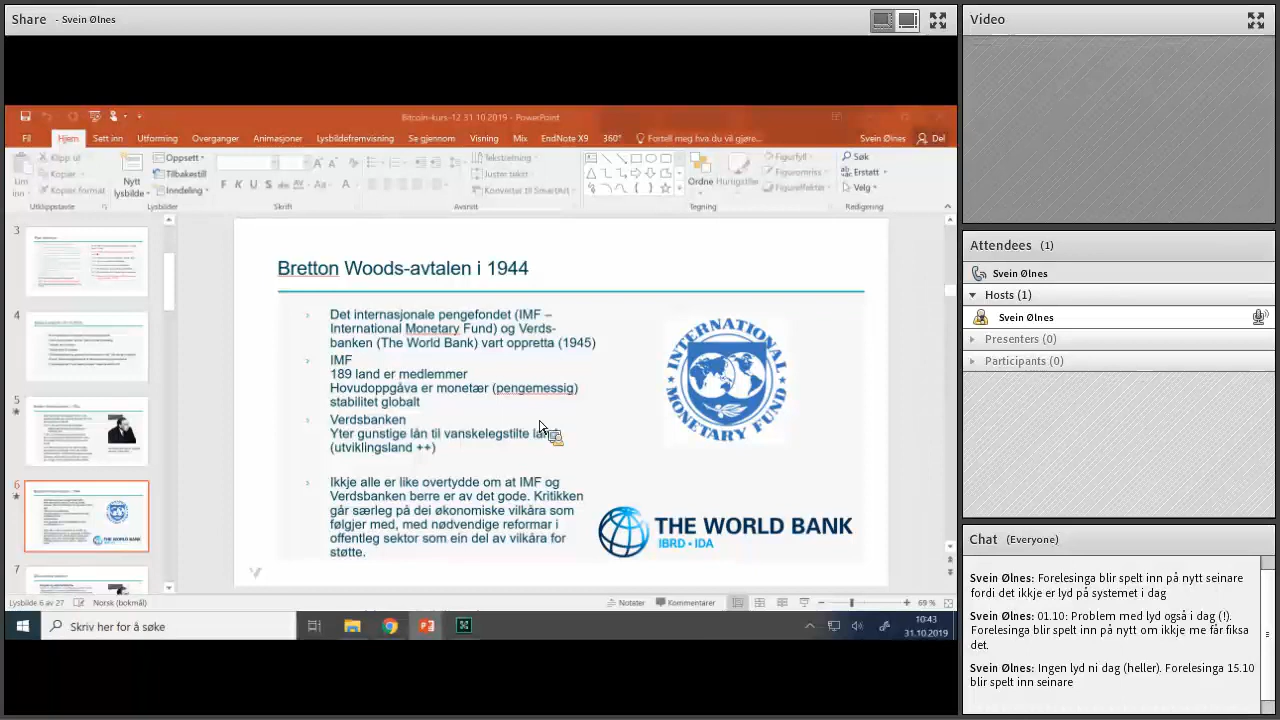 Share - Svein Ølnes
Video
Bitcoin-kurs-12 31 10 2019 - PowerPoint
Fil Hjem Sett inn Utforming Overganger Animasjoner Lysbildefremvisning Se gjennom Visning Mix EndNote X9 360° Fortell meg hva du vil gjøre... Svein Ølnes Del
Lim inn
Klipp ut
Kopier
Kopier format
Utklippstavle
Nytt lysbilde
Oppsett
Tilbakestill
Inndeling
Lysbilder
F K U S abc AV Aa A
Skrift
Tekstretning
Juster tekst
Konverter til SmartArt
Avsnitt
Ordne
Hurtigstiler
Figurfyll
Figuromriss
Figureffekter
Tegning
Søk
Erstatt
Velg
Redigering
3
4
5
6
7
Bretton Woods-avtalen i 1944
Det internasjonale pengefondet (IMF –
International Monetary Fund) og Verds-
banken (The World Bank) vart oppretta (1945)
IMF
189 land er medlemmer
Hovudoppgåva er monetær (pengemessig)
stabilitet globalt
Verdsbanken
Yter gunstige lån til vanskelegstilte
(utviklingsland ++)
Ikkje alle er like overtydde om at IMF og
Verdsbanken berre er av det gode. Kritikken
går særleg på dei økonomiske vilkåra som
følgjer med, med nødvendige reformar i
offentleg sektor som ein del av vilkåra for
støtte.
INTERNATIONAL MONETARY FUND
THE WORLD BANK
IBRD • IDA
Lysbilde 6 av 27 Norsk (bokmål) Notater Kommentarer 69 %
Skriv her for å søke
10:43
31.10.2019
Attendees (1)
Svein Ølnes
Hosts (1)
Svein Ølnes
Presenters (0)
Participants (0)
Chat (Everyone)
Svein Ølnes: Forelesinga blir spelt inn på nytt seinare
fordi det ikkje er lyd på systemet i dag
Svein Ølnes: 01.10: Problem med lyd også i dag (!).
Forelesinga blir spelt inn på nytt om ikkje me får fiksa
det.
Svein Ølnes: Ingen lyd ni dag (heller). Forelesinga 15.10
blir spelt inn seinare